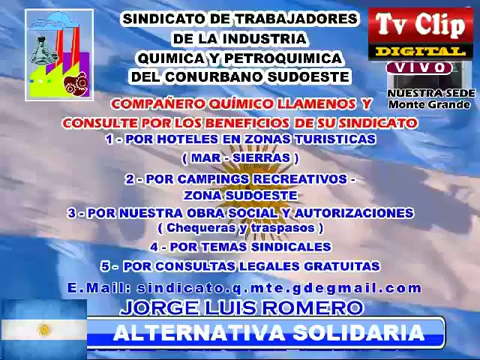 SINDICATO DE TRABAJADORES
DE LA INDUSTRIA
QUIMICA Y PETROQUIMICA
DEL CONURBANO SUDOESTE
Tv Clip
DIGITAL
VIVO
NUESTRA SEDE
Monte Grande
COMPAÑERO QUÍMICO LLAMENOS Y
CONSULTE POR LOS BENEFICIOS DE SU SINDICATO
1 - POR HOTELES EN ZONAS TURISTICAS
( MAR - SIERRAS )
2 - POR CAMPINGS RECREATIVOS -
ZONA SUDOESTE
3 - POR NUESTRA OBRA SOCIAL Y AUTORIZACIONES
( Chequeras y traspasos )
4 - POR TEMAS SINDICALES
5 - POR CONSULTAS LEGALES GRATUITAS
E.Mail: sindicato.q.mte.gdegmail.com
JORGE LUIS ROMERO
ALTERNATIVA SOLIDARIA